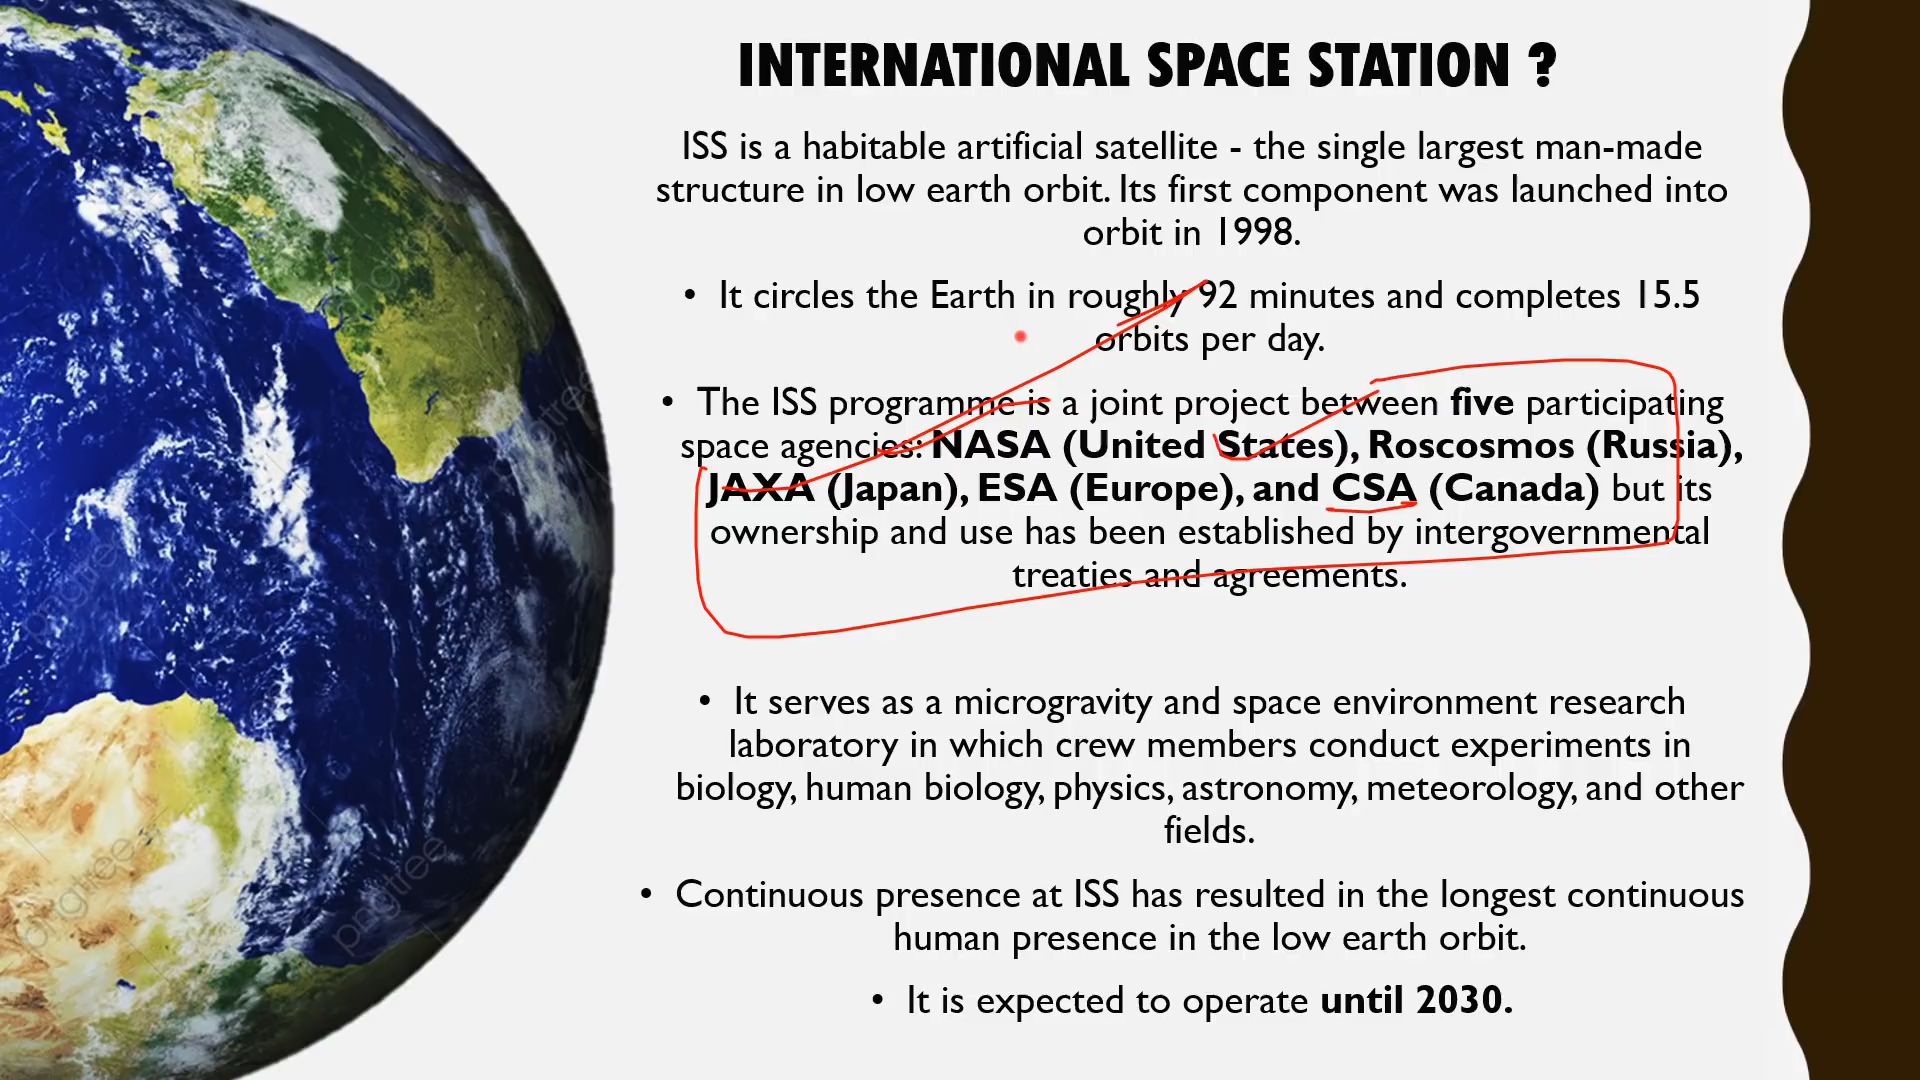 INTERNATIONAL SPACE STATION ?
ISS is a habitable artificial satellite - the single largest man-made
structure in low earth orbit. Its first component was launched into
orbit in 1998.
• It circles the Earth in roughly 92 minutes and completes 15.5
orbits per day.
• The ISS programme is a joint project between five participating
space agencies: NASA (United States), Roscosmos (Russia),
JAXA (Japan), ESA (Europe), and CSA (Canada) but its
ownership and use has been established by intergovernmental
treaties and agreements.
• It serves as a microgravity and space environment research
laboratory in which crew members conduct experiments in
biology, human biology, physics, astronomy, meteorology, and other
fields.
• Continuous presence at ISS has resulted in the longest continuous
human presence in the low earth orbit.
• It is expected to operate until 2030.
pngtree
pngtree